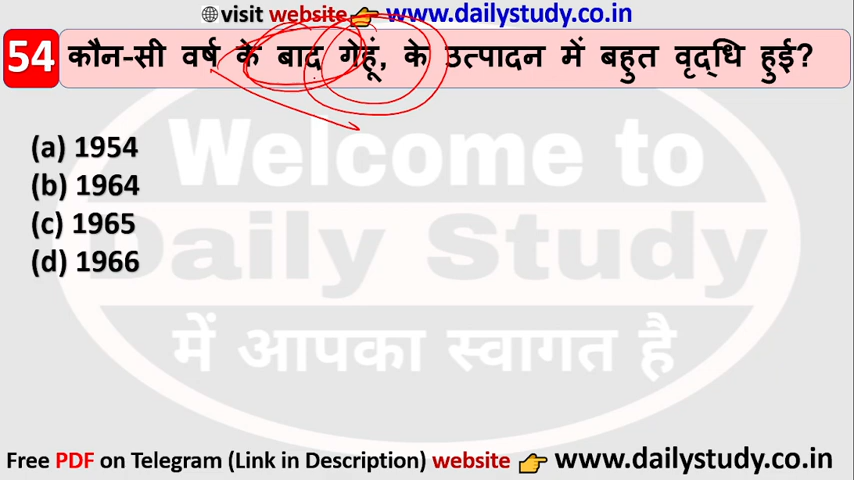 visit website 👉 www.dailystudy.co.in
54 कौन-सी वर्ष के बाद गेहूं, के उत्पादन में बहुत वृद्धि हुई?
(a) 1954
(b) 1964
(c) 1965
(d) 1966
Welcome to
Daily Study
में आपका स्वागत है
Free PDF on Telegram (Link in Description) website 👉 www.dailystudy.co.in